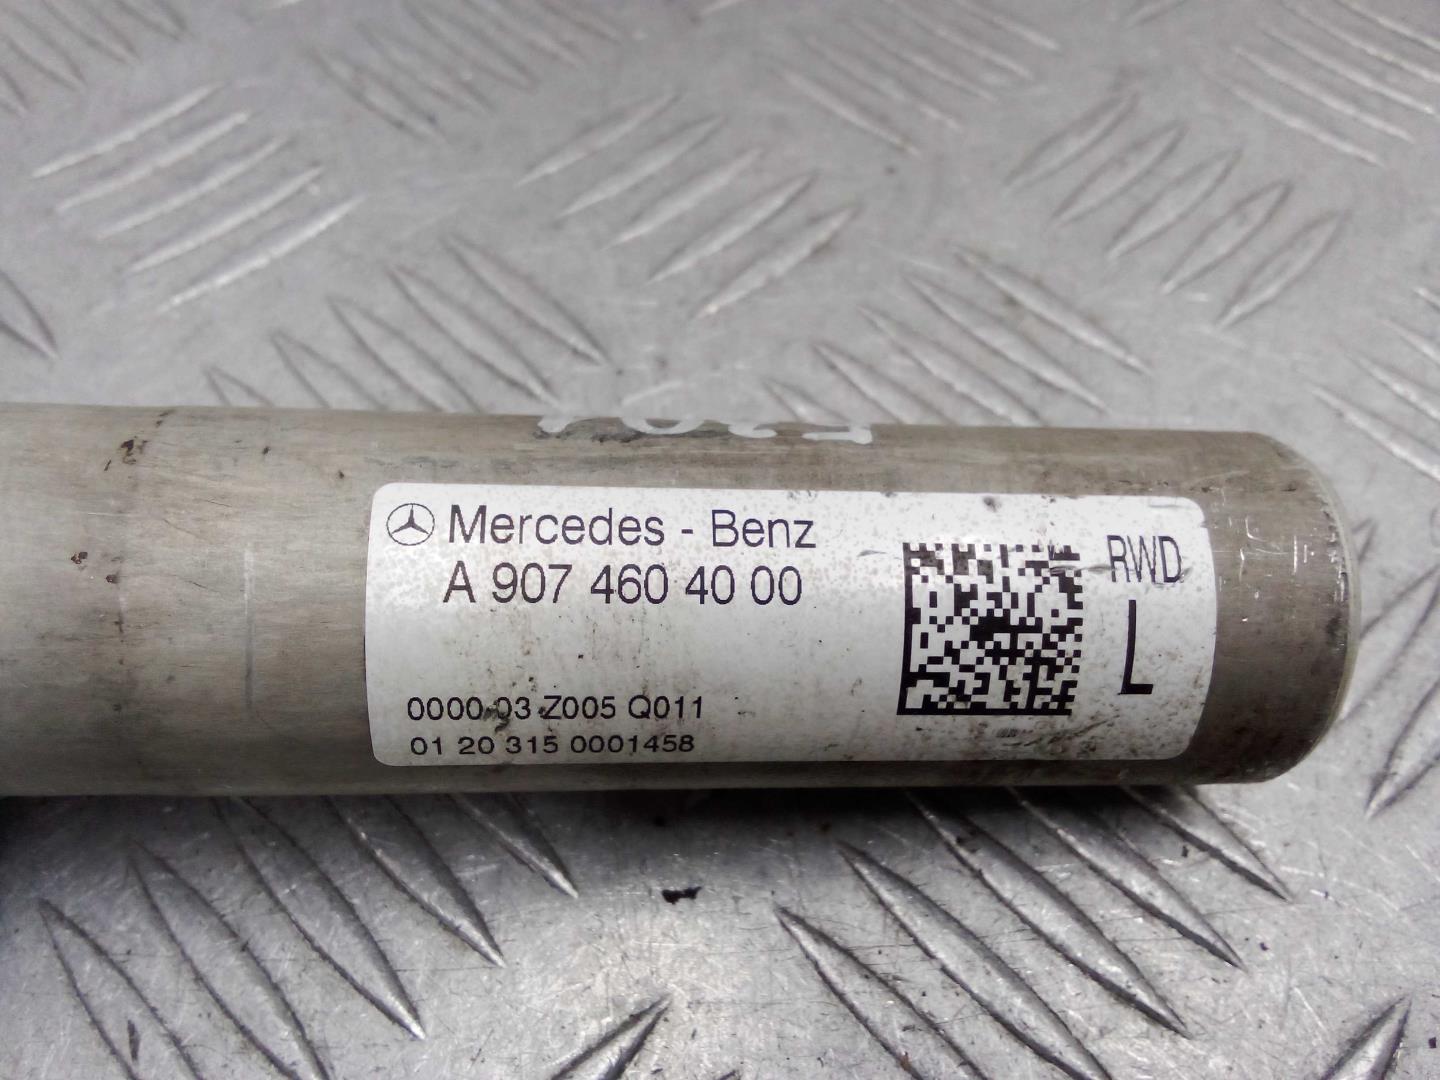 Mercedes - Benz
A 907 460 40 00
RWD
L
0000 03 Z005 Q011
01 20 315 0001458